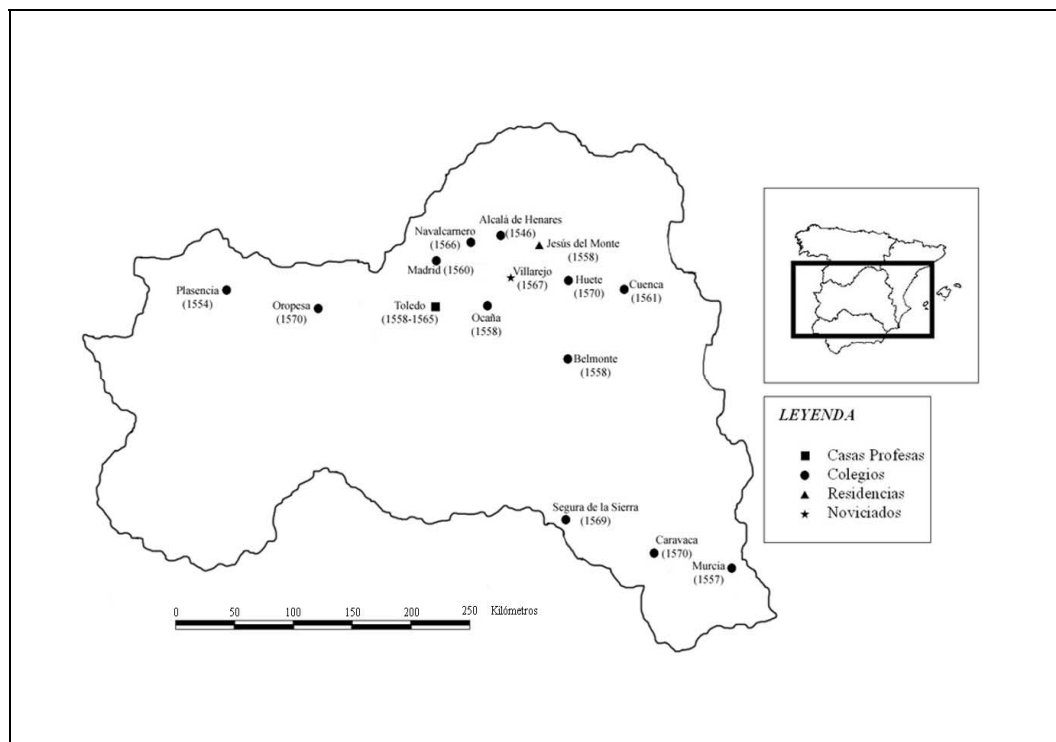 Alcalá de Henares
(1546)
Navalcarnero
(1566)
Jesús del Monte
(1558)
Madrid (1560)
Villarejo
(1567)
Huete
(1570)
Cuenca
(1561)
Plasencia
(1554)
Oropesa
(1570)
Toledo
(1558-1565)
Ocaña
(1558)
Belmonte
(1558)
Segura de la Sierra
(1569)
Caravaca
(1570)
Murcia
(1557)
0 50 100 150 200 250 Kilómetros
LEYENDA
Casas Profesas
Colegios
Residencias
Noviciados